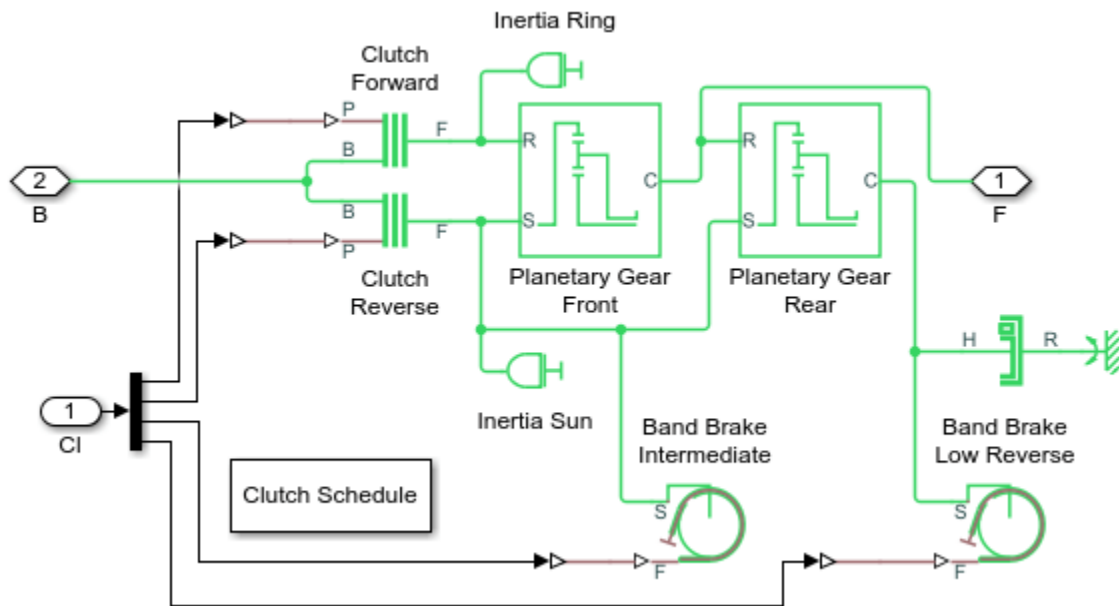 Inertia Ring
Clutch
Forward
P
F
B
R
R
C
C
2
B
1
F
B
S
S
F
P
Clutch
Reverse
Planetary Gear
Front
Planetary Gear
Rear
H
R
1
CI
Inertia Sun
Band Brake
Intermediate
Band Brake
Low Reverse
Clutch Schedule
S
S
F
F